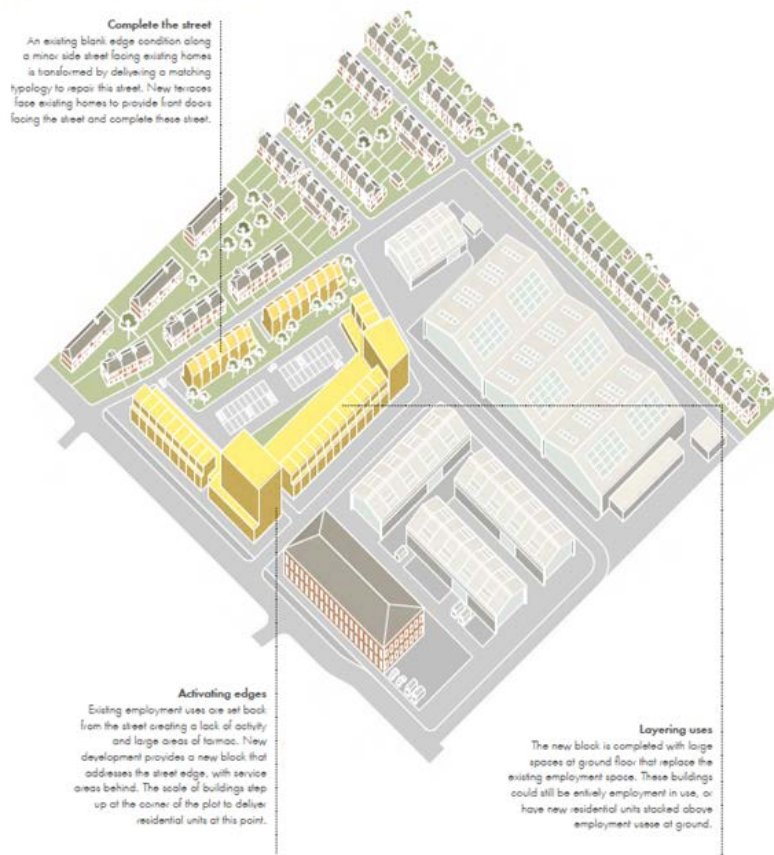 Complete the street
An existing blank edge condition along
a minor side street facing existing homes
is transformed by delivering a matching
typology to repair this street. New terraces
face existing homes to provide front doors
facing the street and complete these street.
Activating edges
Existing employment uses are set back
from the street creating a lack of activity
and large areas of tarmac. New
development provides a new block that
addresses the street edge, with service
areas behind. The scale of buildings step
up at the corner of the plot to deliver
residential units at this point.
Layering uses
The new block is completed with large
spaces at ground floor that replace the
existing employment space. These buildings
could still be entirely employment in use, or
have new residential units stacked above
employment usese at ground.